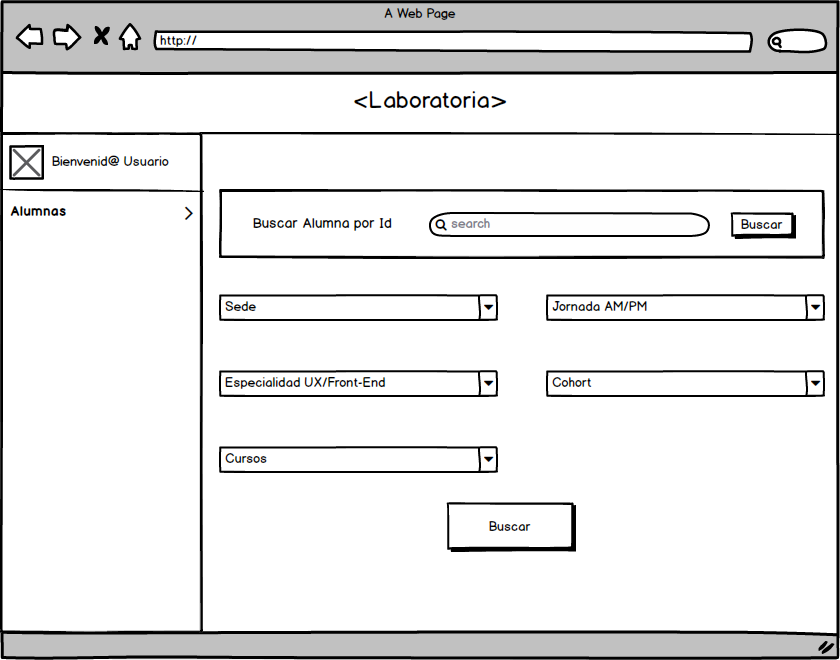 A Web Page
http://
<Laboratoria>
Bienvenid@ Usuario
Alumnas
Buscar Alumna por Id
search
Buscar
Sede
Jornada AM/PM
Especialidad UX/Front-End
Cohort
Cursos
Buscar